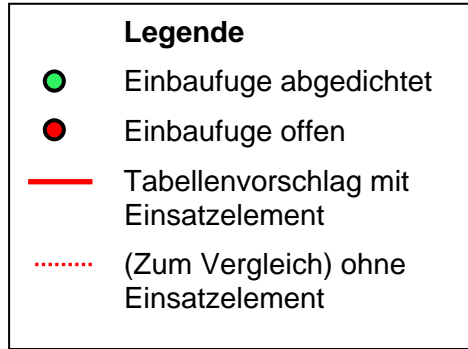 Legende
Einbaufuge abgedichtet
Einbaufuge offen
Tabellenvorschlag mit
Einsatzelement
(Zum Vergleich) ohne
Einsatzelement